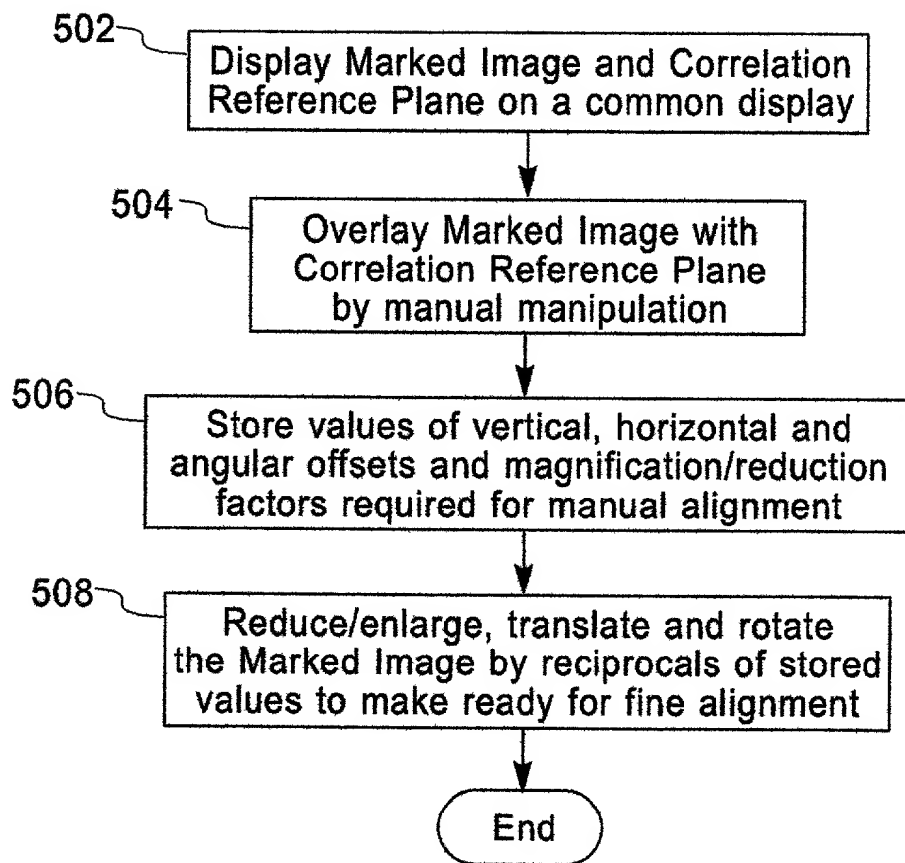 502
Display Marked Image and Correlation
Reference Plane on a common display
504
Overlay Marked Image with
Correlation Reference Plane
by manual manipulation
506
Store values of vertical, horizontal and
angular offsets and magnification/reduction
factors required for manual alignment
508
Reduce/enlarge, translate and rotate
the Marked Image by reciprocals of stored
values to make ready for fine alignment
End